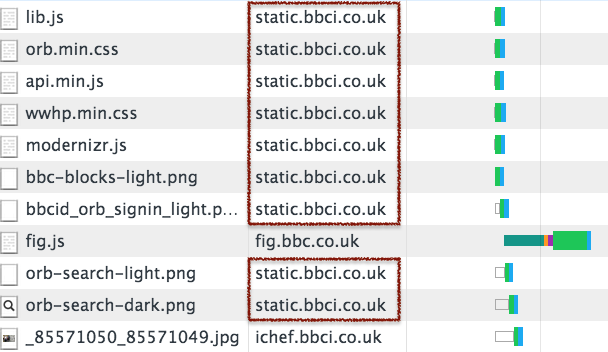 lib.js static.bbci.co.uk
orb.min.css static.bbci.co.uk
api.min.js static.bbci.co.uk
wwhp.min.css static.bbci.co.uk
modernizr.js static.bbci.co.uk
bbc-blocks-light.png static.bbci.co.uk
bbcid_orb_signin_light.p... static.bbci.co.uk
fig.js fig.bbc.co.uk
orb-search-light.png static.bbci.co.uk
orb-search-dark.png static.bbci.co.uk
_85571050_85571049.jpg ichef.bbci.co.uk